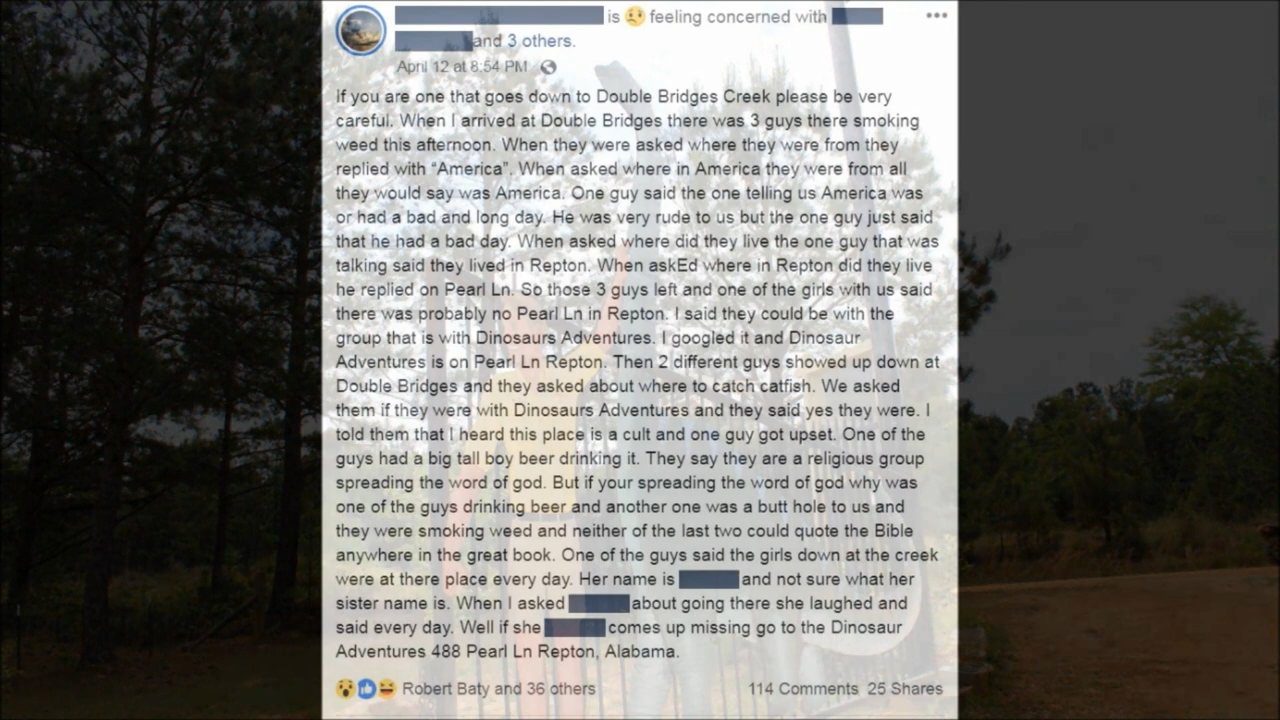 is feeling concerned with
and 3 others.
April 12 at 8:54 PM
If you are one that goes down to Double Bridges Creek please be very
careful. When I arrived at Double Bridges there was 3 guys there smoking
weed this afternoon. When they were asked where they were from they
replied with “America”. When asked where in America they were from all
they would say was America. One guy said the one telling us America was
or had a bad and long day. He was very rude to us but the one guy just said
that he had a bad day. When asked where did they live the one guy that was
talking said they lived in Repton. When askEd where in Repton did they live
he replied on Pearl Ln. So those 3 guys left and one of the girls with us said
there was probably no Pearl Ln in Repton. I said they could be with the
group that is with Dinosaurs Adventures. I googled it and Dinosaur
Adventures is on Pearl Ln Repton. Then 2 different guys showed up down at
Double Bridges and they asked about where to catch catfish. We asked
them if they were with Dinosaurs Adventures and they said yes they were. I
told them that I heard this place is a cult and one guy got upset. One of the
guys had a big tall boy beer drinking it. They say they are a religious group
spreading the word of god. But if your spreading the word of god why was
one of the guys drinking beer and another one was a butt hole to us and
they were smoking weed and neither of the last two could quote the Bible
anywhere in the great book. One of the guys said the girls down at the creek
were at there place every day. Her name is and not sure what her
sister name is. When I asked about going there she laughed and
said every day. Well if she comes up missing go to the Dinosaur
Adventures 488 Pearl Ln Repton, Alabama.
Robert Baty and 36 others 114 Comments 25 Shares